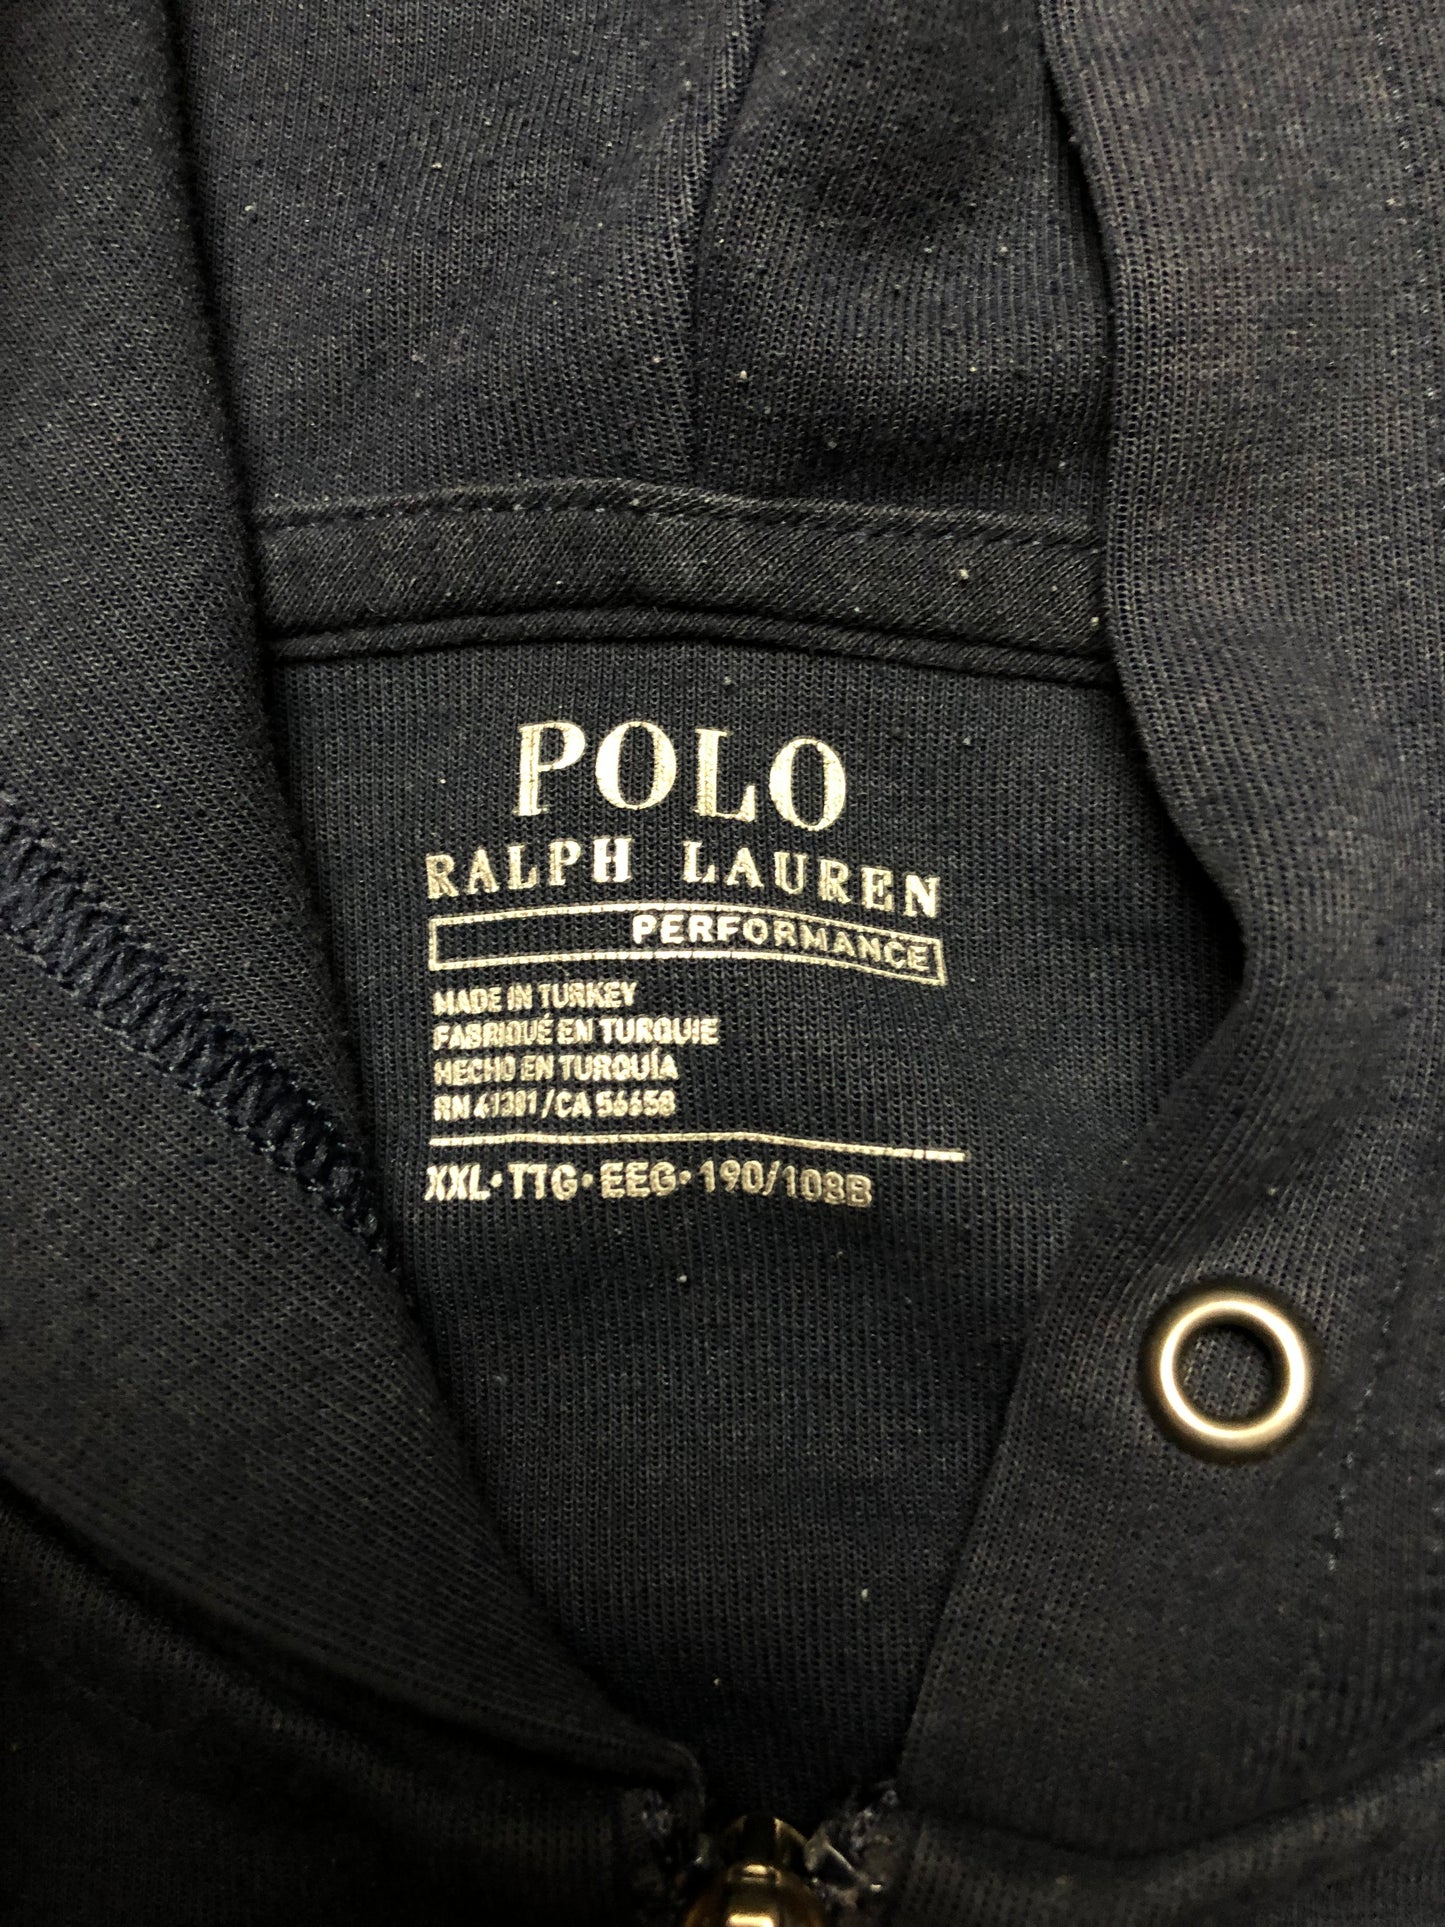 POLO
RALPH LAUREN
PERFORMANCE
MADE IN TURKEY
FABRIQUÉ EN TURQUIE
HECHO EN TURQUÍA
RN 41381/CA 56658
XXL•TTG•EEG•190/108B